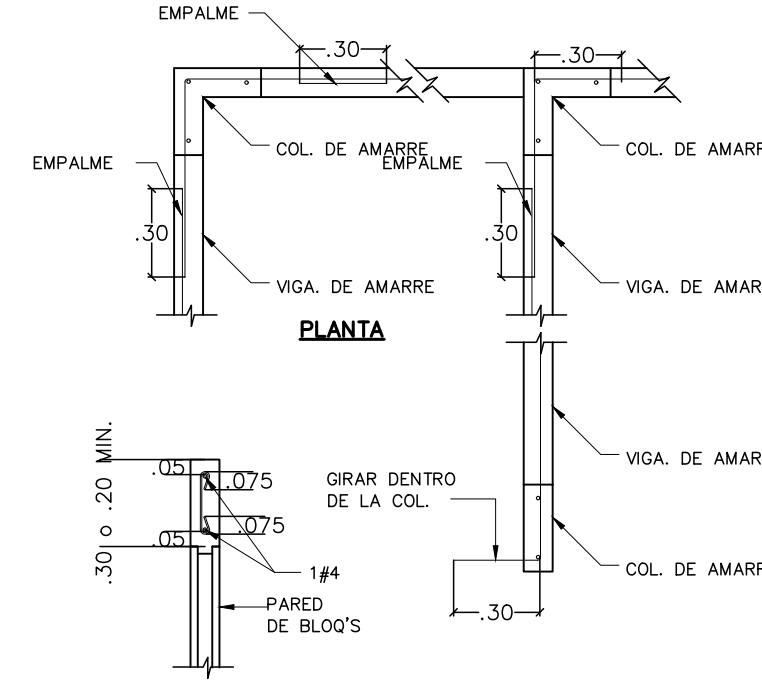 EMPALME
.30
.30
COL. DE AMARRE
EMPALME
COL. DE AMARR
EMPALME
.30
.30
VIGA. DE AMARRE
VIGA. DE AMAR
PLANTA
.30 o .20 MIN.
.05
.075
.075
.05
1#4
PARED
DE BLOQ'S
GIRAR DENTRO
DE LA COL.
VIGA. DE AMAR
COL. DE AMARR
.30